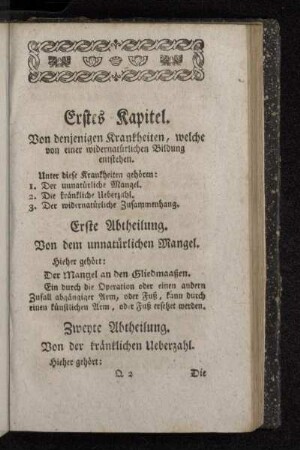 Erstes Kapitel.
Von denjenigen Krankheiten, welche
von einer widernatürlichen Bildung
entstehen.
Unter diese Krankheiten gehören:
1. Der unnatürliche Mangel.
2. Die kränkliche Ueberzahl.
3. Der widernatürliche Zusammenhang.
Erste Abtheilung.
Von dem unnatürlichen Mangel.
Hieher gehört:
Der Mangel an den Gliedmaaßen.
Ein durch die Operation oder einen andern
Zufall abgängiger Arm, oder Fuß, kann durch
einen künstlichen Arm, oder Fuß ersetzet werden.
Zweyte Abtheilung.
Von der kränklichen Ueberzahl.
Hieher gehört:
Q 2 Die